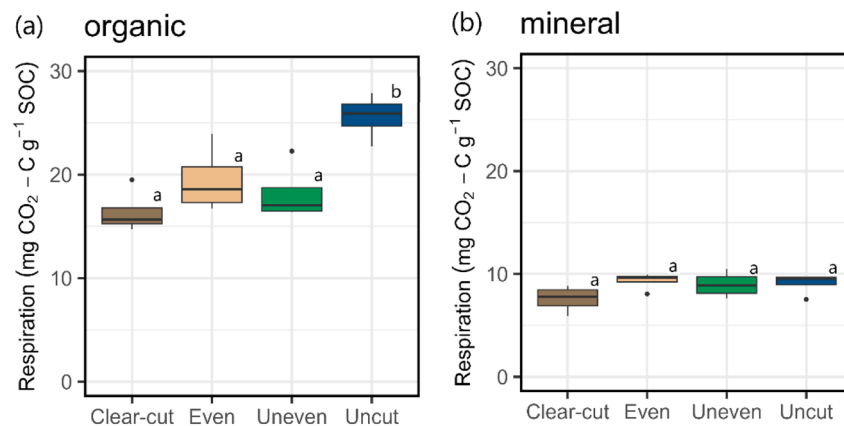 (a) organic
Respiration (mg CO₂ – C g⁻¹ SOC)
30
20
10
0
a
a
a
b
Clear-cut Even Uneven Uncut
(b) mineral
Respiration (mg CO₂ – C g⁻¹ SOC)
30
20
10
0
a
a
a
a
Clear-cut Even Uneven Uncut